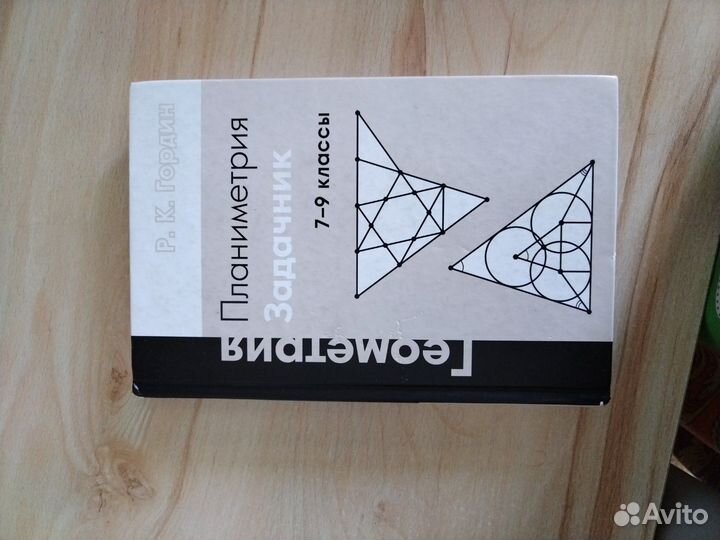 Р. К. Гордин
Планиметрия
Задачник
7–9 классы
Геометрия
Avito